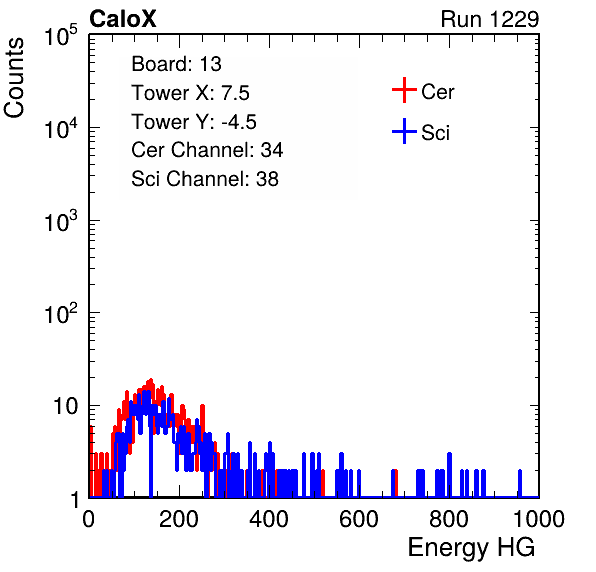 CaloX Run 1229
Counts
Board: 13
Tower X: 7.5
Tower Y: -4.5
Cer Channel: 34
Sci Channel: 38
Cer
Sci
10^5
10^4
10^3
10^2
10
1
0 200 400 600 800 1000
Energy HG